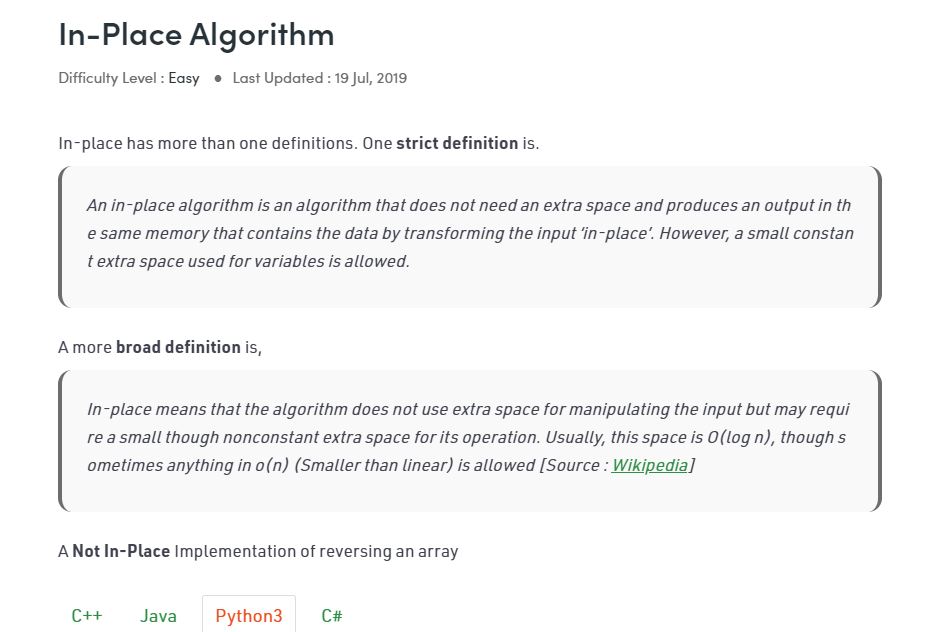 In-Place Algorithm
Difficulty Level : Easy ● Last Updated : 19 Jul, 2019
In-place has more than one definitions. One strict definition is.
An in-place algorithm is an algorithm that does not need an extra space and produces an output in th
e same memory that contains the data by transforming the input ‘in-place’. However, a small constan
t extra space used for variables is allowed.
A more broad definition is,
In-place means that the algorithm does not use extra space for manipulating the input but may requi
re a small though nonconstant extra space for its operation. Usually, this space is O(log n), though s
ometimes anything in o(n) (Smaller than linear) is allowed [Source : Wikipedia]
A Not In-Place Implementation of reversing an array
C++ Java Python3 C#